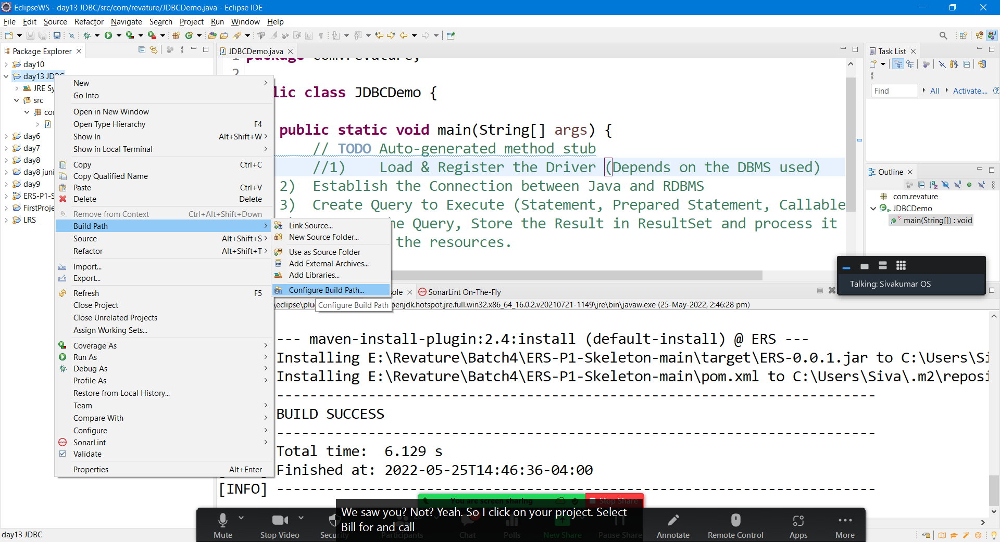 EclipseWS - day13 JDBC/src/com/revature/JDBCDemo.java - Eclipse IDE
File Edit Source Refactor Navigate Search Project Run Window Help
Package Explorer
day10
day13 JDBC
JRE Sy
src
cor
day6
day7
day8
day8 juni
day9
ERS-P1-S
FirstProje
LRS
New
Go Into
Open in New Window
Open Type Hierarchy F4
Show In Alt+Shift+W
Show in Local Terminal
Copy Ctrl+C
Copy Qualified Name
Paste Ctrl+V
Delete Delete
Remove from Context Ctrl+Alt+Shift+Down
Build Path
Source Alt+Shift+S
Refactor Alt+Shift+T
Import...
Export...
Refresh F5
Close Project
Close Unrelated Projects
Assign Working Sets...
Coverage As
Run As
Debug As
Profile As
Restore from Local History...
Team
Compare With
Configure
SonarLint
Validate
Properties Alt+Enter
Link Source...
New Source Folder...
Use as Source Folder
Add External Archives...
Add Libraries...
Configure Build Path...
Configure Build Path
JDBCDemo.java
1 package com.revature;
2
lic class JDBCDemo {
public static void main(String[] args) {
// TODO Auto-generated method stub
//1) Load & Register the Driver (Depends on the DBMS used)
2) Establish the Connection between Java and RDBMS
3) Create Query to Execute (Statement, Prepared Statement, Callable
he Query, Store the Result in ResultSet and process it
the resources.
sole SonarLint On-The-Fly
\eclipse\plug penjdk.hotspot.jre.full.win32.x86_64_16.0.2.v20210721-1149\jre\bin\javaw.exe (25-May-2022, 2:46:28 pm)
--- maven-install-plugin:2.4:install (default-install) @ ERS ---
Installing E:\Revature\Batch4\ERS-P1-Skeleton-main\target\ERS-0.0.1.jar to C:\Users\Si
Installing E:\Revature\Batch4\ERS-P1-Skeleton-main\pom.xml to C:\Users\Siva\.m2\reposi
------------------------------------------------------------------------
BUILD SUCCESS
------------------------------------------------------------------------
Total time: 6.129 s
Finished at: 2022-05-25T14:46:36-04:00
[INFO] ------------------------------------------------------------------------
Task List
Find All Activate...
Outline
com.revature
JDBCDemo
main(String[]) : void
Talking: Sivakumar OS
You are screen sharing Stop Share
We saw you? Not? Yeah. So I click on your project. Select
Bill for and call
Mute Stop Video Security Participants Chat Polls New Share Pause Share Annotate Remote Control Apps More
day13 JDBC